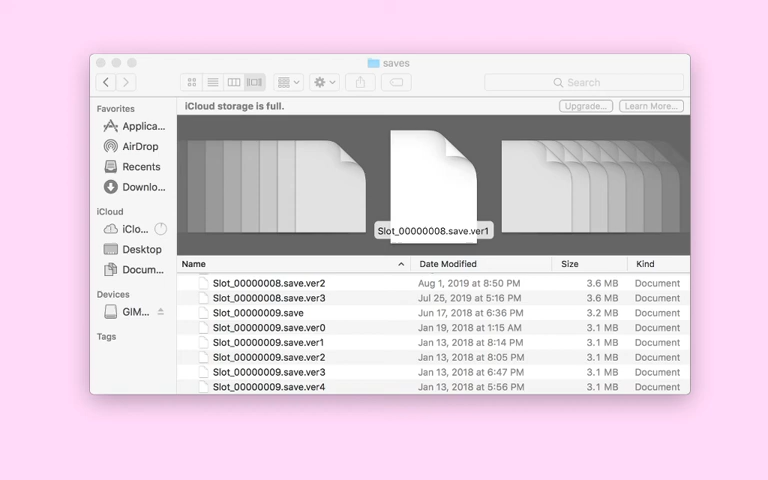 saves
Search
Favorites
Applica...
AirDrop
Recents
Downlo...
iCloud
iClo...
Desktop
Docum...
Devices
GIM...
Tags
iCloud storage is full.
Upgrade...
Learn More...
Slot_00000008.save.ver1
Name Date Modified Size Kind
Slot_00000008.save.ver2 Aug 1, 2019 at 8:50 PM 3.6 MB Document
Slot_00000008.save.ver3 Jul 25, 2019 at 5:16 PM 3.6 MB Document
Slot_00000009.save Jun 17, 2018 at 6:36 PM 3.2 MB Document
Slot_00000009.save.ver0 Jan 19, 2018 at 1:15 AM 3.1 MB Document
Slot_00000009.save.ver1 Jan 13, 2018 at 8:14 PM 3.1 MB Document
Slot_00000009.save.ver2 Jan 13, 2018 at 8:05 PM 3.1 MB Document
Slot_00000009.save.ver3 Jan 13, 2018 at 6:47 PM 3.1 MB Document
Slot_00000009.save.ver4 Jan 13, 2018 at 5:56 PM 3.1 MB Document